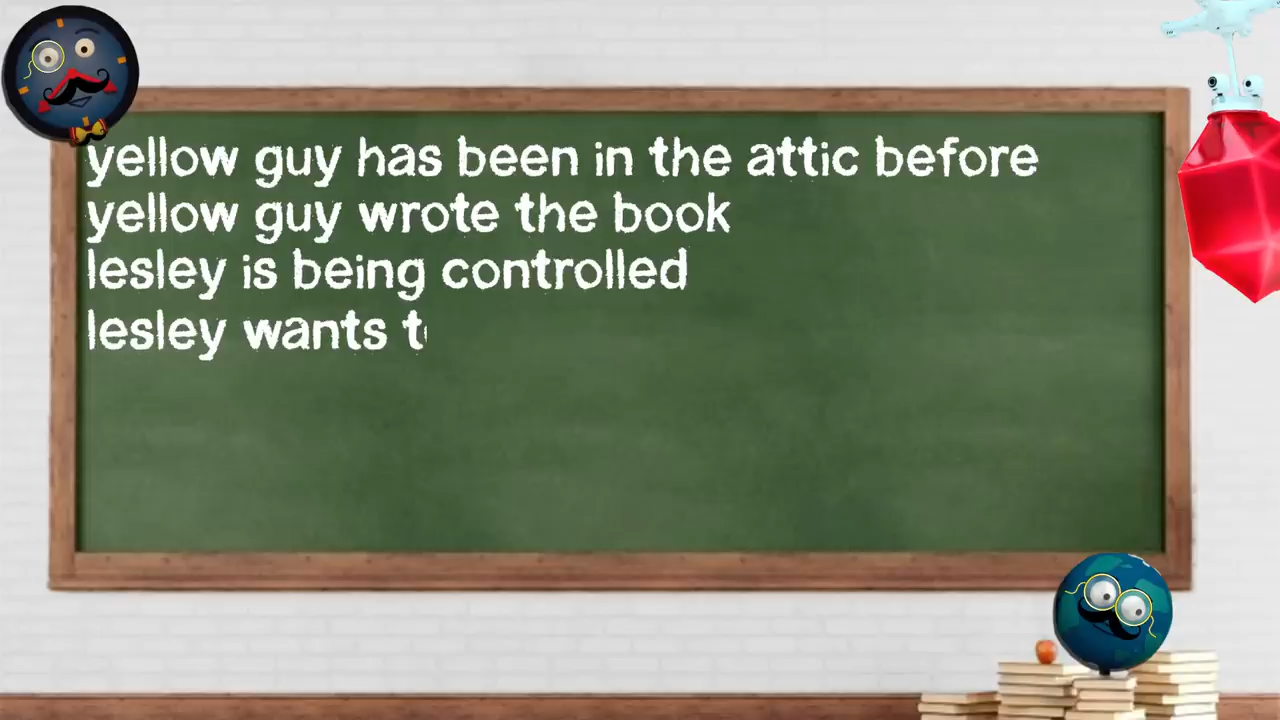 yellow guy has been in the attic before
yellow guy wrote the book
lesley is being controlled
lesley wants